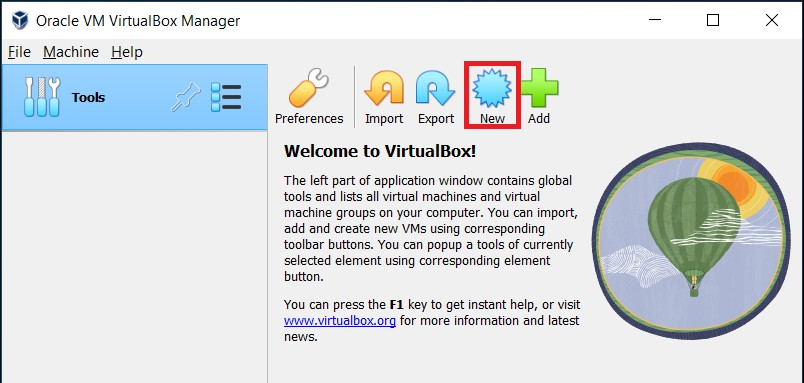 Oracle VM VirtualBox Manager
File Machine Help
Tools
Preferences Import Export New Add
Welcome to VirtualBox!
The left part of application window contains global
tools and lists all virtual machines and virtual
machine groups on your computer. You can import,
add and create new VMs using corresponding
toolbar buttons. You can popup a tools of currently
selected element using corresponding element
button.
You can press the F1 key to get instant help, or visit
www.virtualbox.org for more information and latest
news.